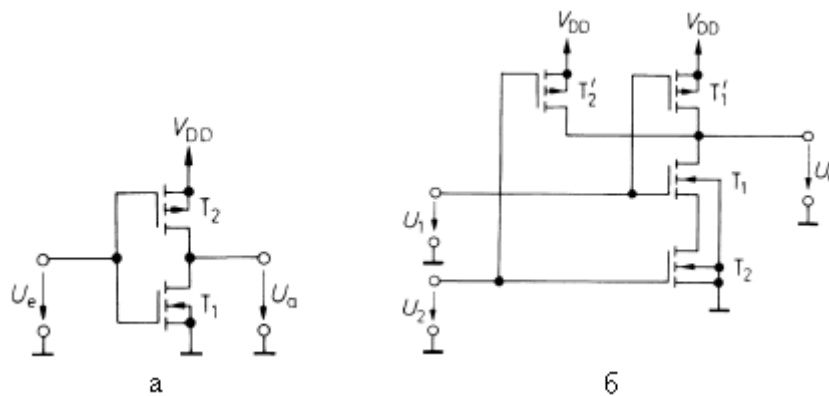 V_DD
T_2
U_e
T_1
U_a
а
V_DD
V_DD
T_2'
T_1'
U_1
T_1
U_2
T_2
б